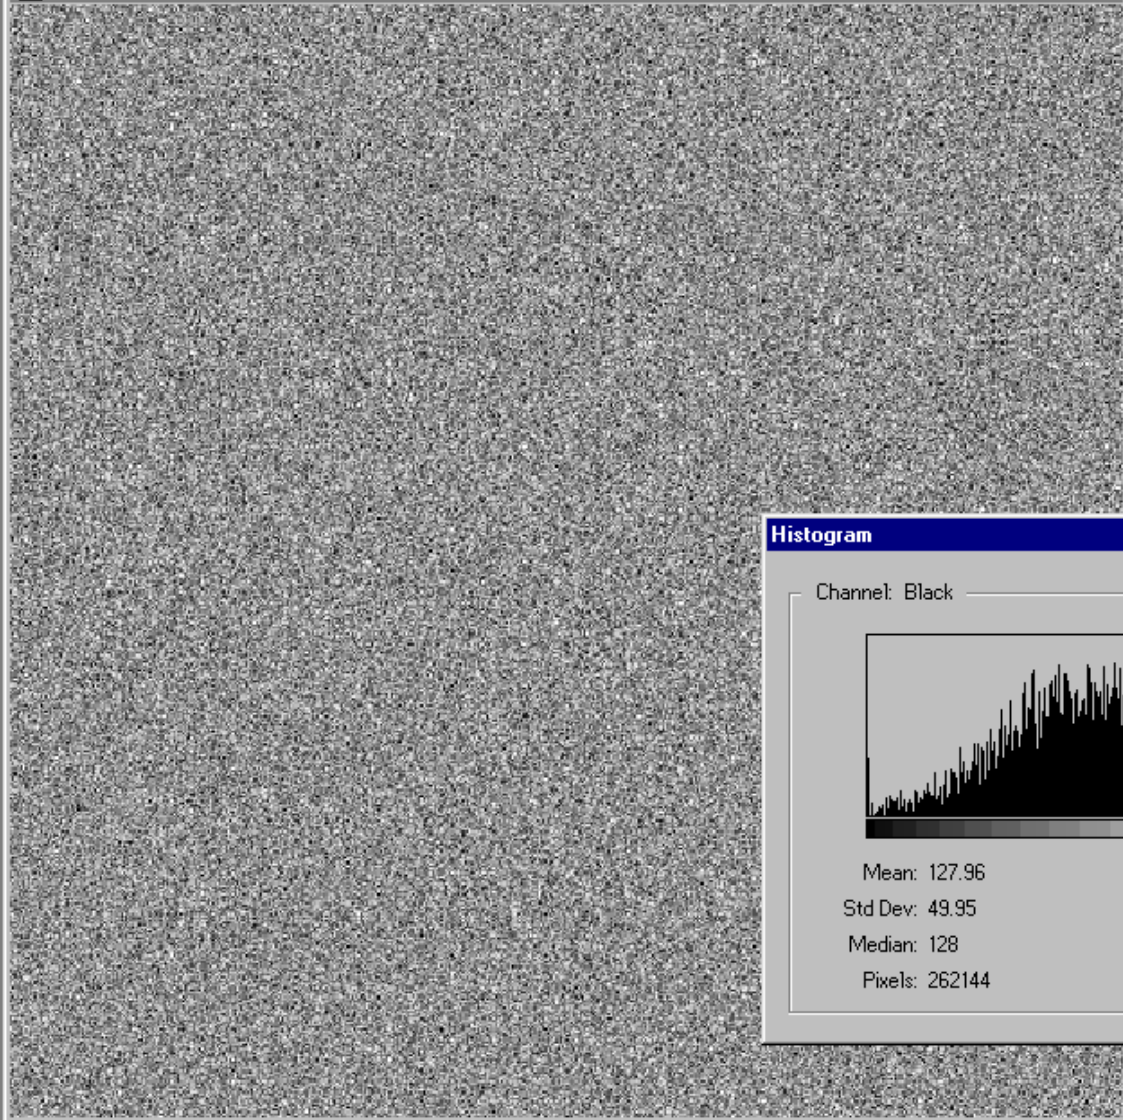 Histogram
Channel: Black
Mean: 127.96
Std Dev: 49.95
Median: 128
Pixels: 262144